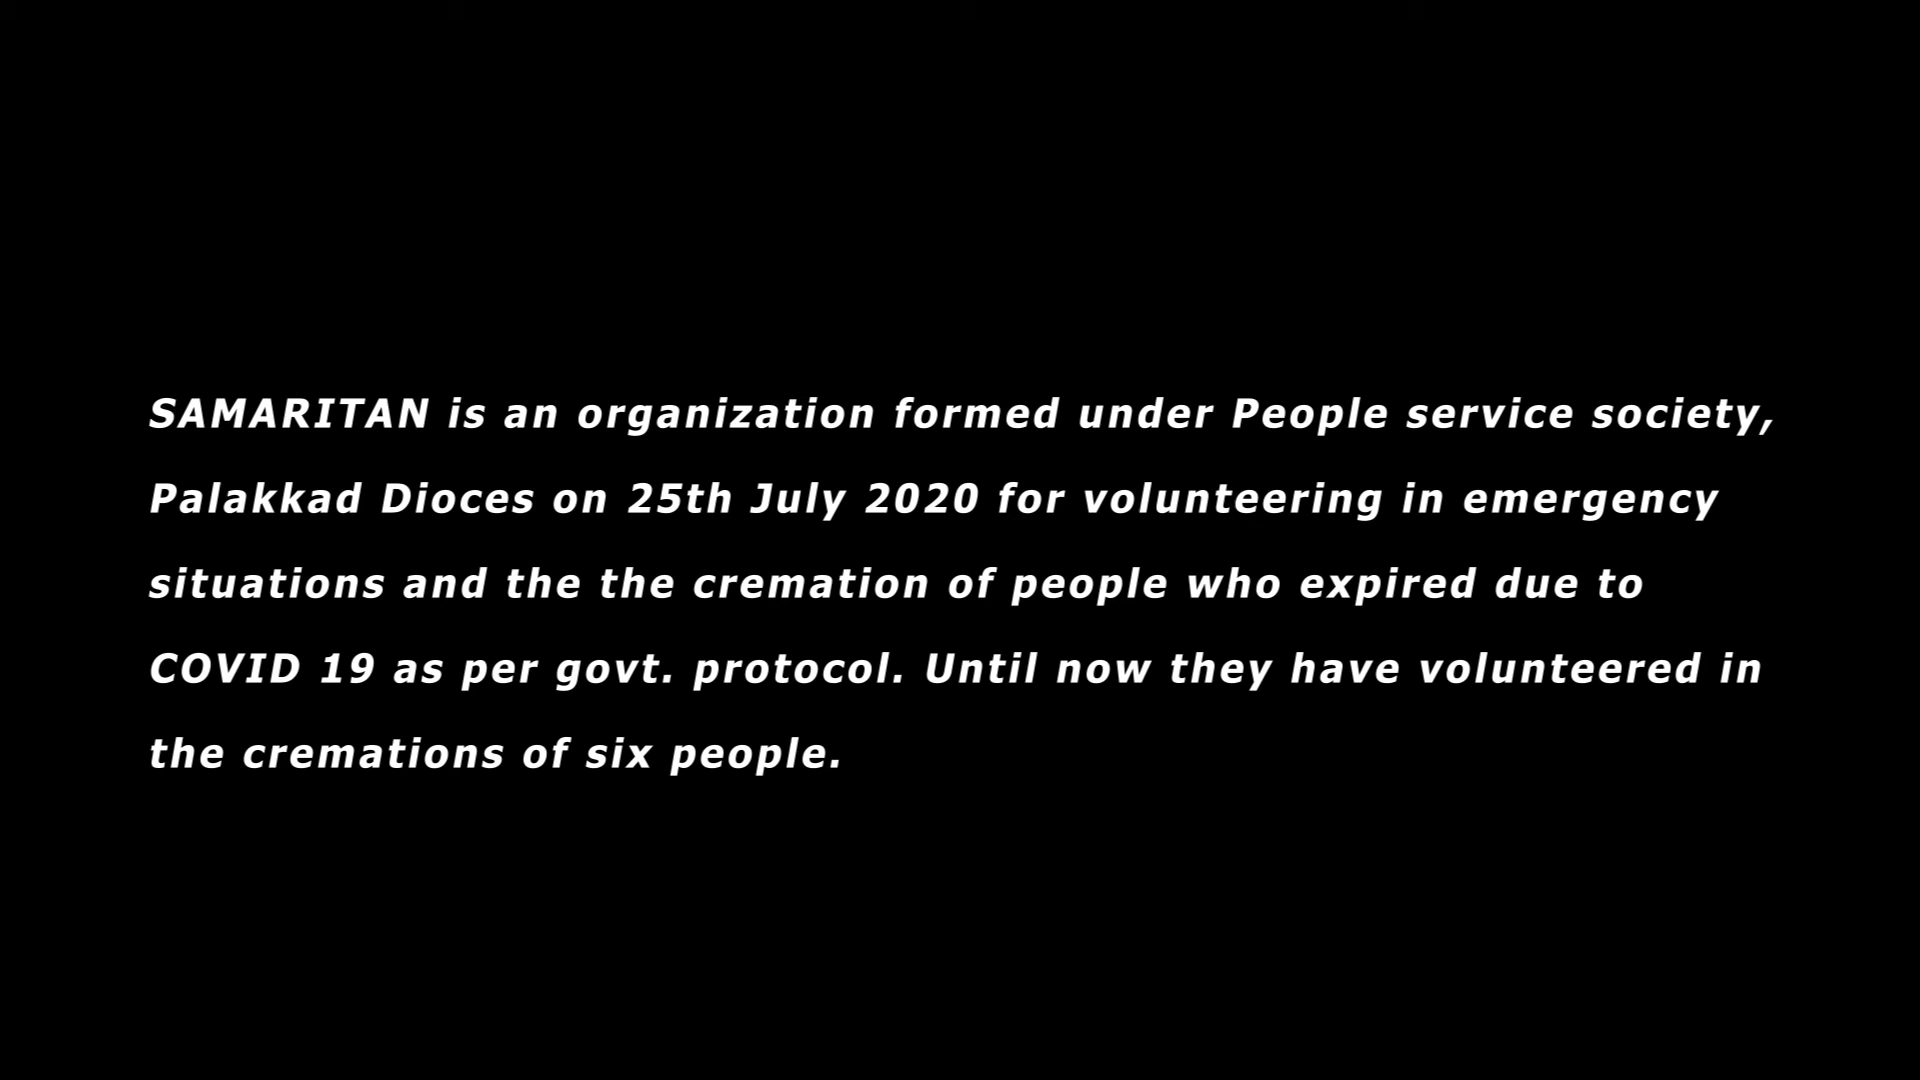 SAMARITAN is an organization formed under People service society,
Palakkad Dioces on 25th July 2020 for volunteering in emergency
situations and the the cremation of people who expired due to
COVID 19 as per govt. protocol. Until now they have volunteered in
the cremations of six people.